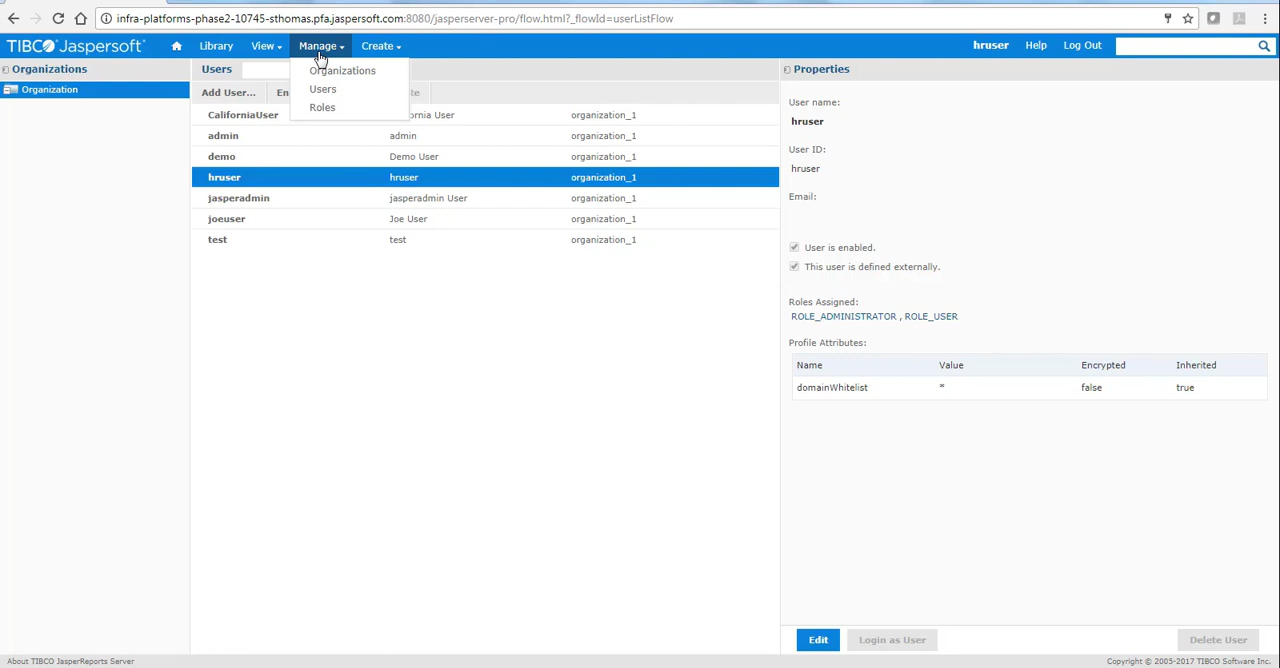 infra-platforms-phase2-10745-sthomas.pfa.jaspersoft.com:8080/jasperserver-pro/flow.html?_flowId=userListFlow
TIBCO Jaspersoft® Library View Manage Create hruser Help Log Out
Organizations
Organization
Users
Organizations
Users
Roles
Add User... En te
CaliforniaUser ornia User organization_1
admin admin organization_1
demo Demo User organization_1
hruser hruser organization_1
jasperadmin jasperadmin User organization_1
joeuser Joe User organization_1
test test organization_1
Properties
User name:
hruser
User ID:
hruser
Email:
User is enabled.
This user is defined externally.
Roles Assigned:
ROLE_ADMINISTRATOR , ROLE_USER
Profile Attributes:
Name Value Encrypted Inherited
domainWhitelist * false true
Edit Login as User Delete User
About TIBCO JasperReports Server Copyright © 2005-2017 TIBCO Software Inc.